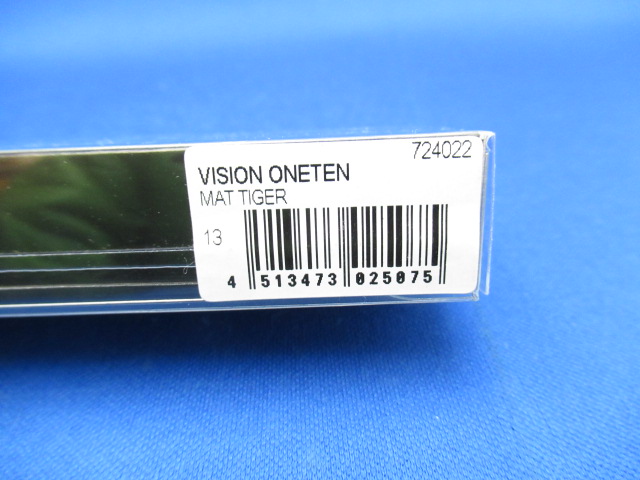 724022
VISION ONETEN
MAT TIGER
13
4 513473 025075